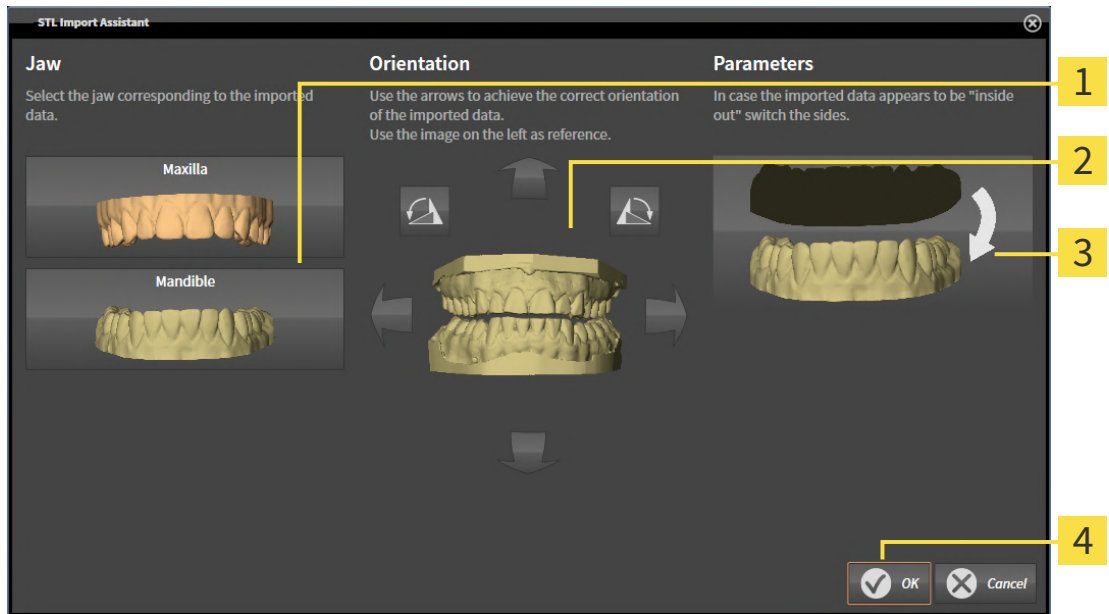 STL Import Assistant
Jaw
Select the jaw corresponding to the imported
data.
Maxilla
Mandible
Orientation
Use the arrows to achieve the correct orientation
of the imported data.
Use the image on the left as reference.
Parameters
In case the imported data appears to be "inside
out" switch the sides.
1
2
3
4
OK
Cancel